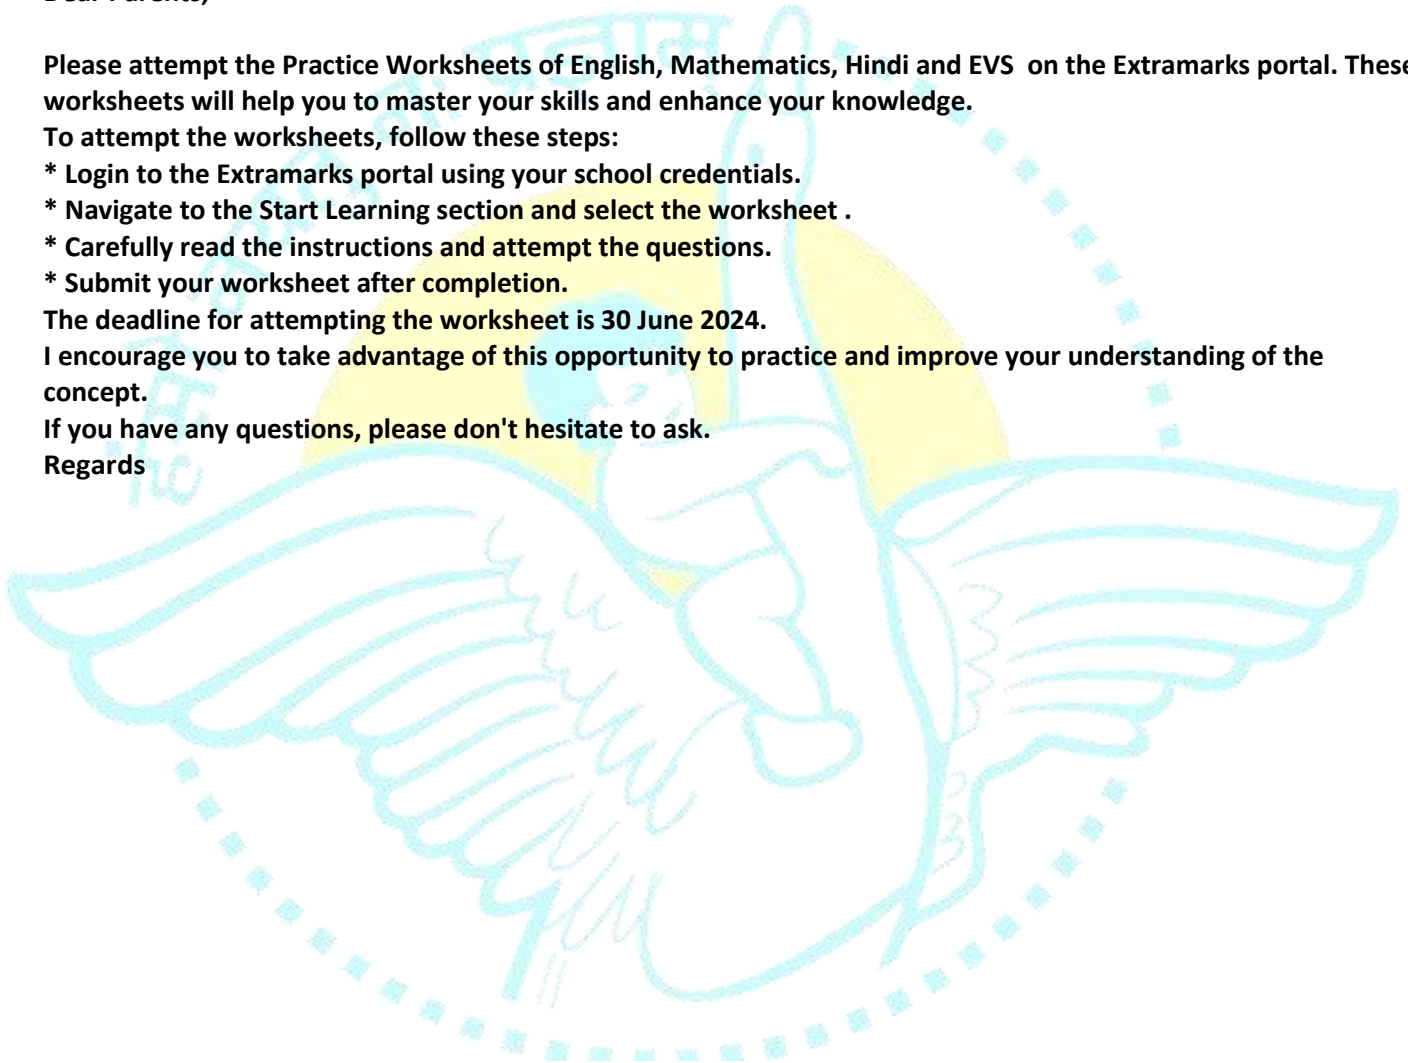 Dear Parents,
Please attempt the Practice Worksheets of English, Mathematics, Hindi and EVS  on the Extramarks portal. These
worksheets will help you to master your skills and enhance your knowledge.
To attempt the worksheets, follow these steps:
* Login to the Extramarks portal using your school credentials.
* Navigate to the Start Learning section and select the worksheet .
* Carefully read the instructions and attempt the questions.
* Submit your worksheet after completion.
The deadline for attempting the worksheet is 30 June 2024.
I encourage you to take advantage of this opportunity to practice and improve your understanding of the
concept.
If you have any questions, please don't hesitate to ask.
Regards